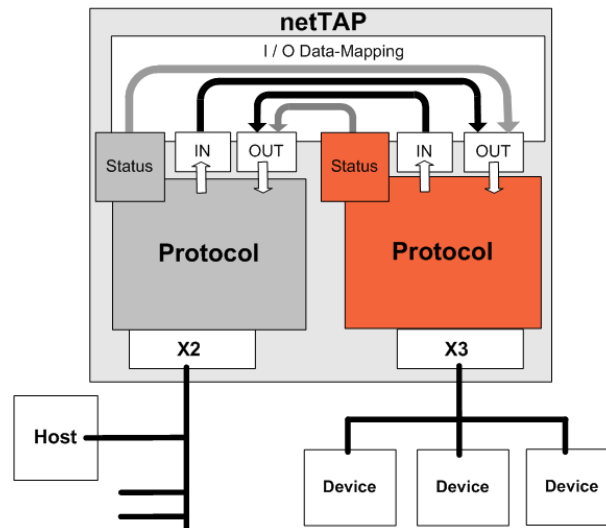 netTAP
I / O Data-Mapping
Status
IN
OUT
Status
IN
OUT
Protocol
Protocol
X2
X3
Host
Device
Device
Device